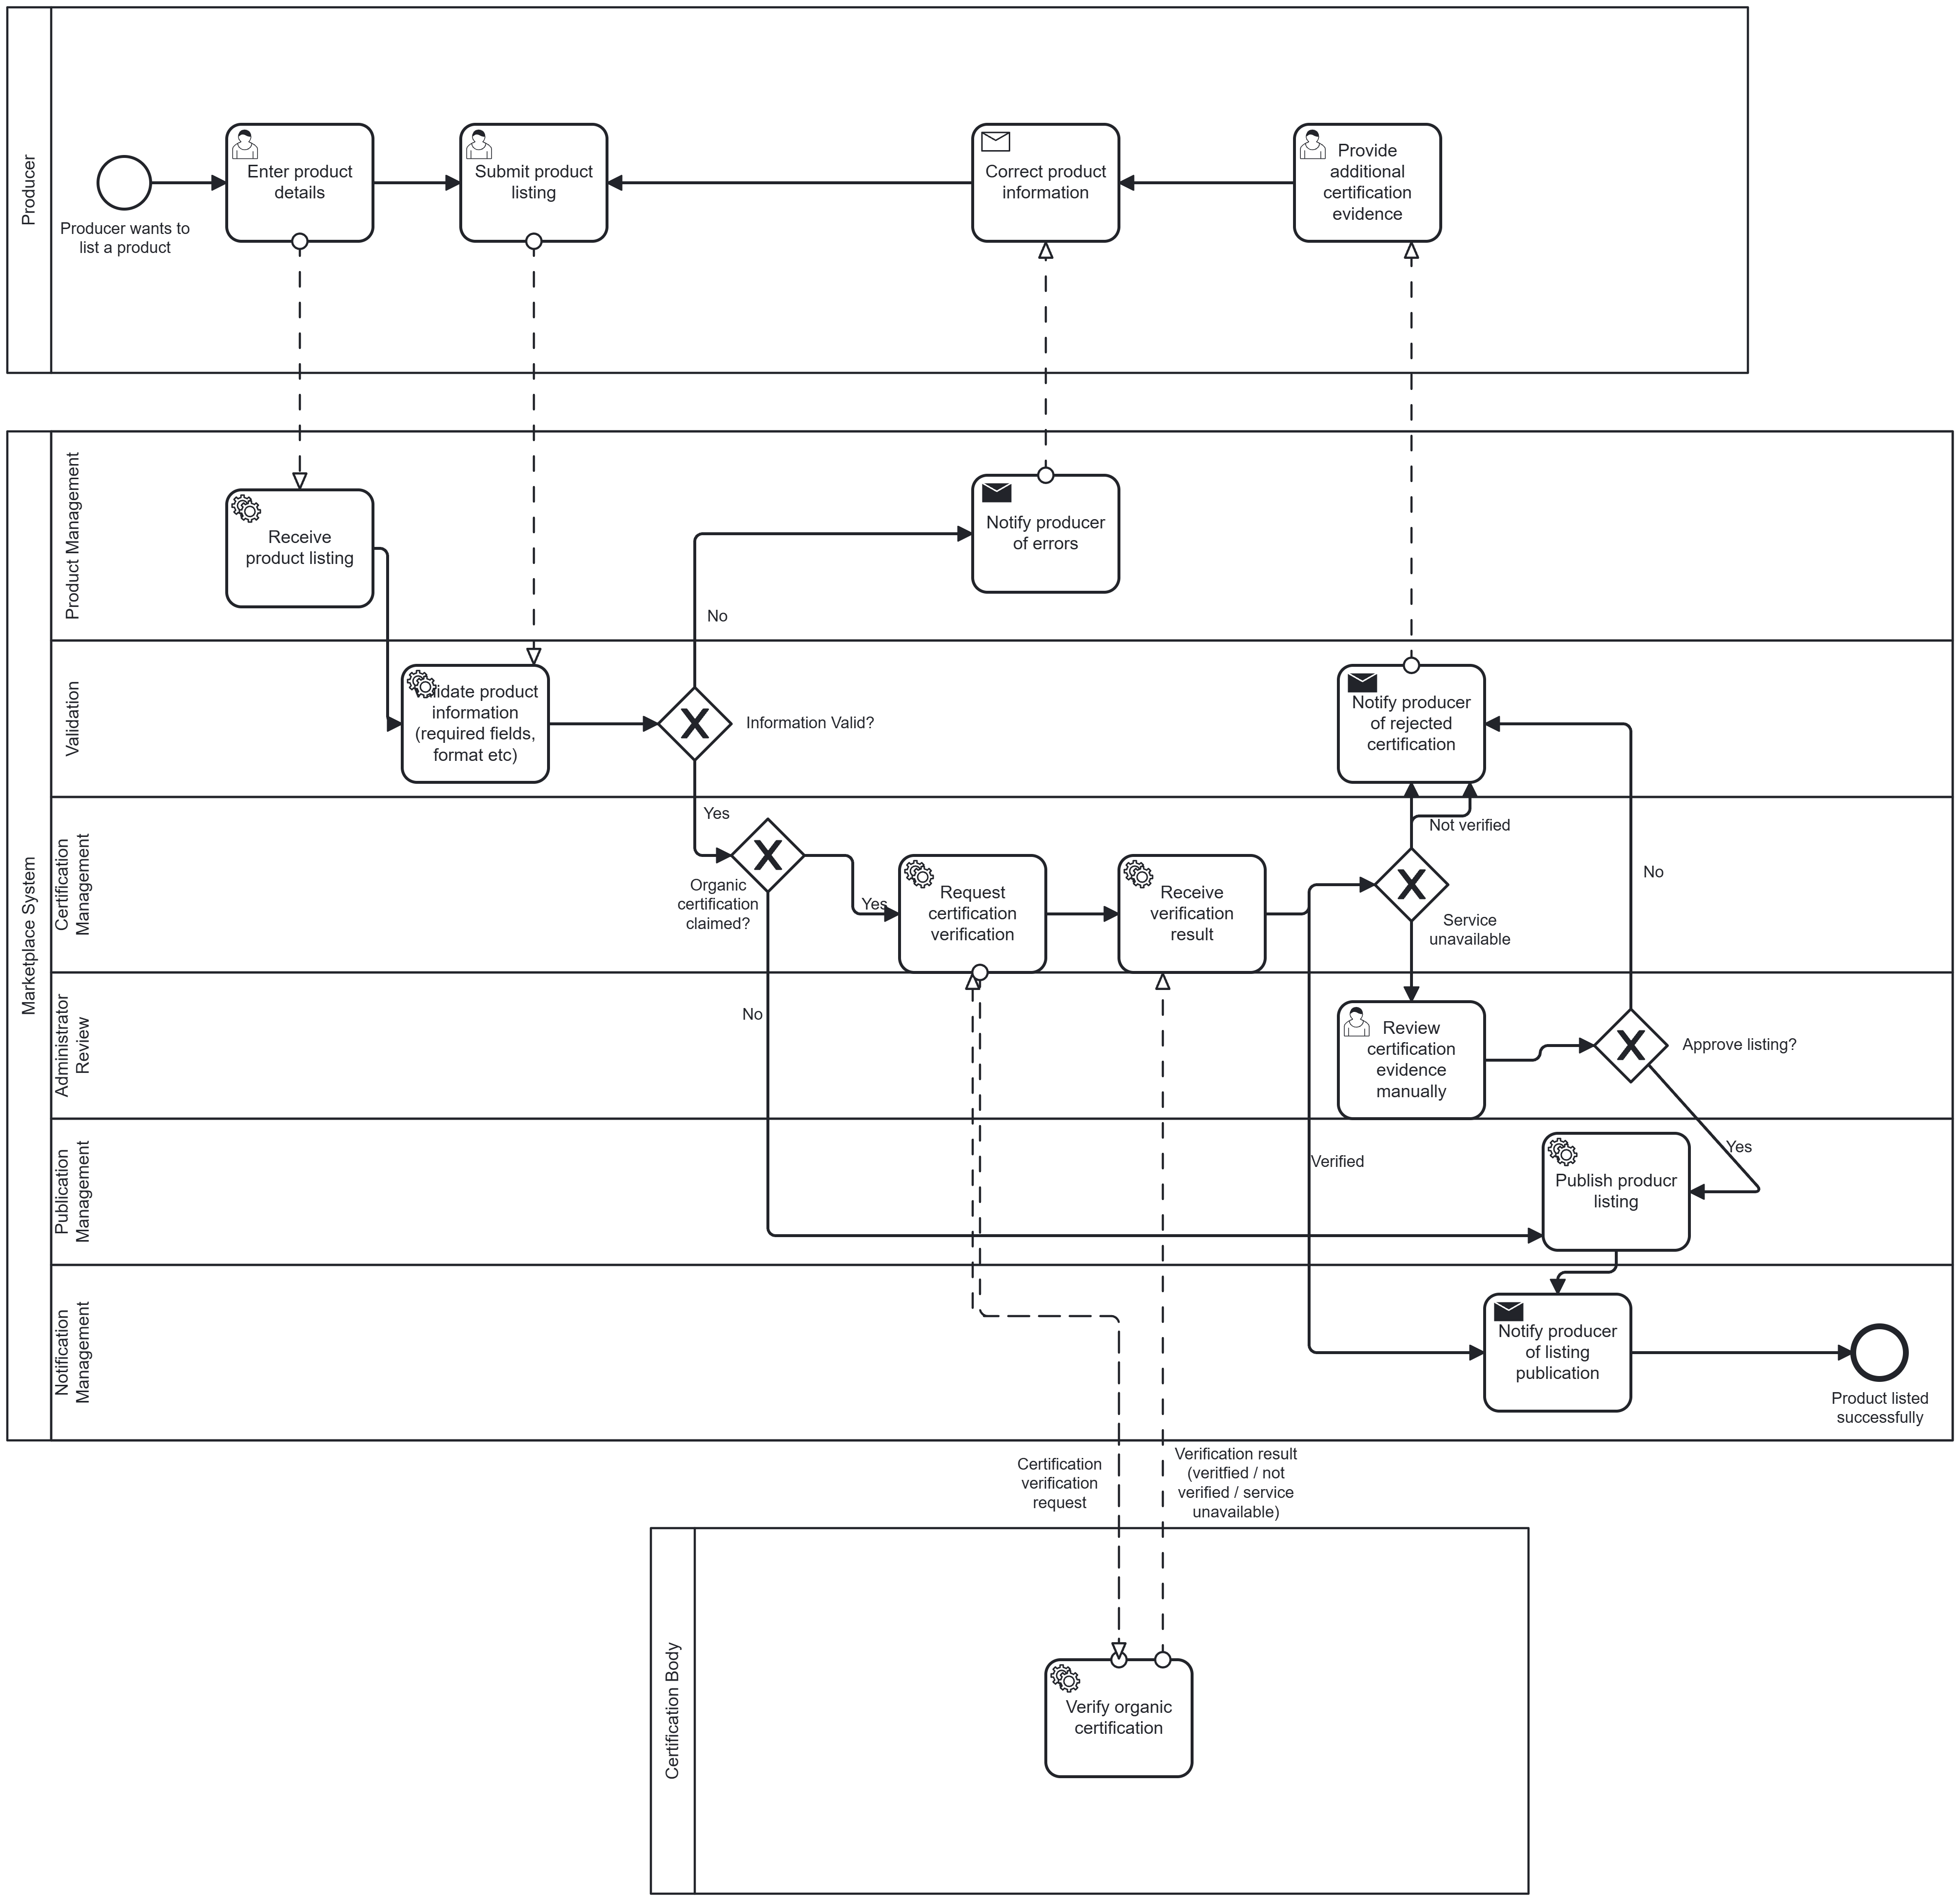 Producer
Producer wants to
list a product
Enter product
details
Submit product
listing
Correct product
information
Provide
additional
certification
evidence
Marketplace System
Product Management
Receive
product listing
Notify producer
of errors
No
Validation
idate product
information
(required fields,
format etc)
Information Valid?
Notify producer
of rejected
certification
Yes
Certification
Management
Organic
certification
claimed?
Yes
Request
certification
verification
Receive
verification
result
Not verified
Service
unavailable
No
Administrator
Review
No
Review
certification
evidence
manually
Approve listing?
Publication
Management
Verified
Yes
Publish producr
listing
Notification
Management
Notify producer
of listing
publication
Product listed
successfully
Certification
verification
request
Verification result
(veritfied / not
verified / service
unavailable)
Certification Body
Verify organic
certification